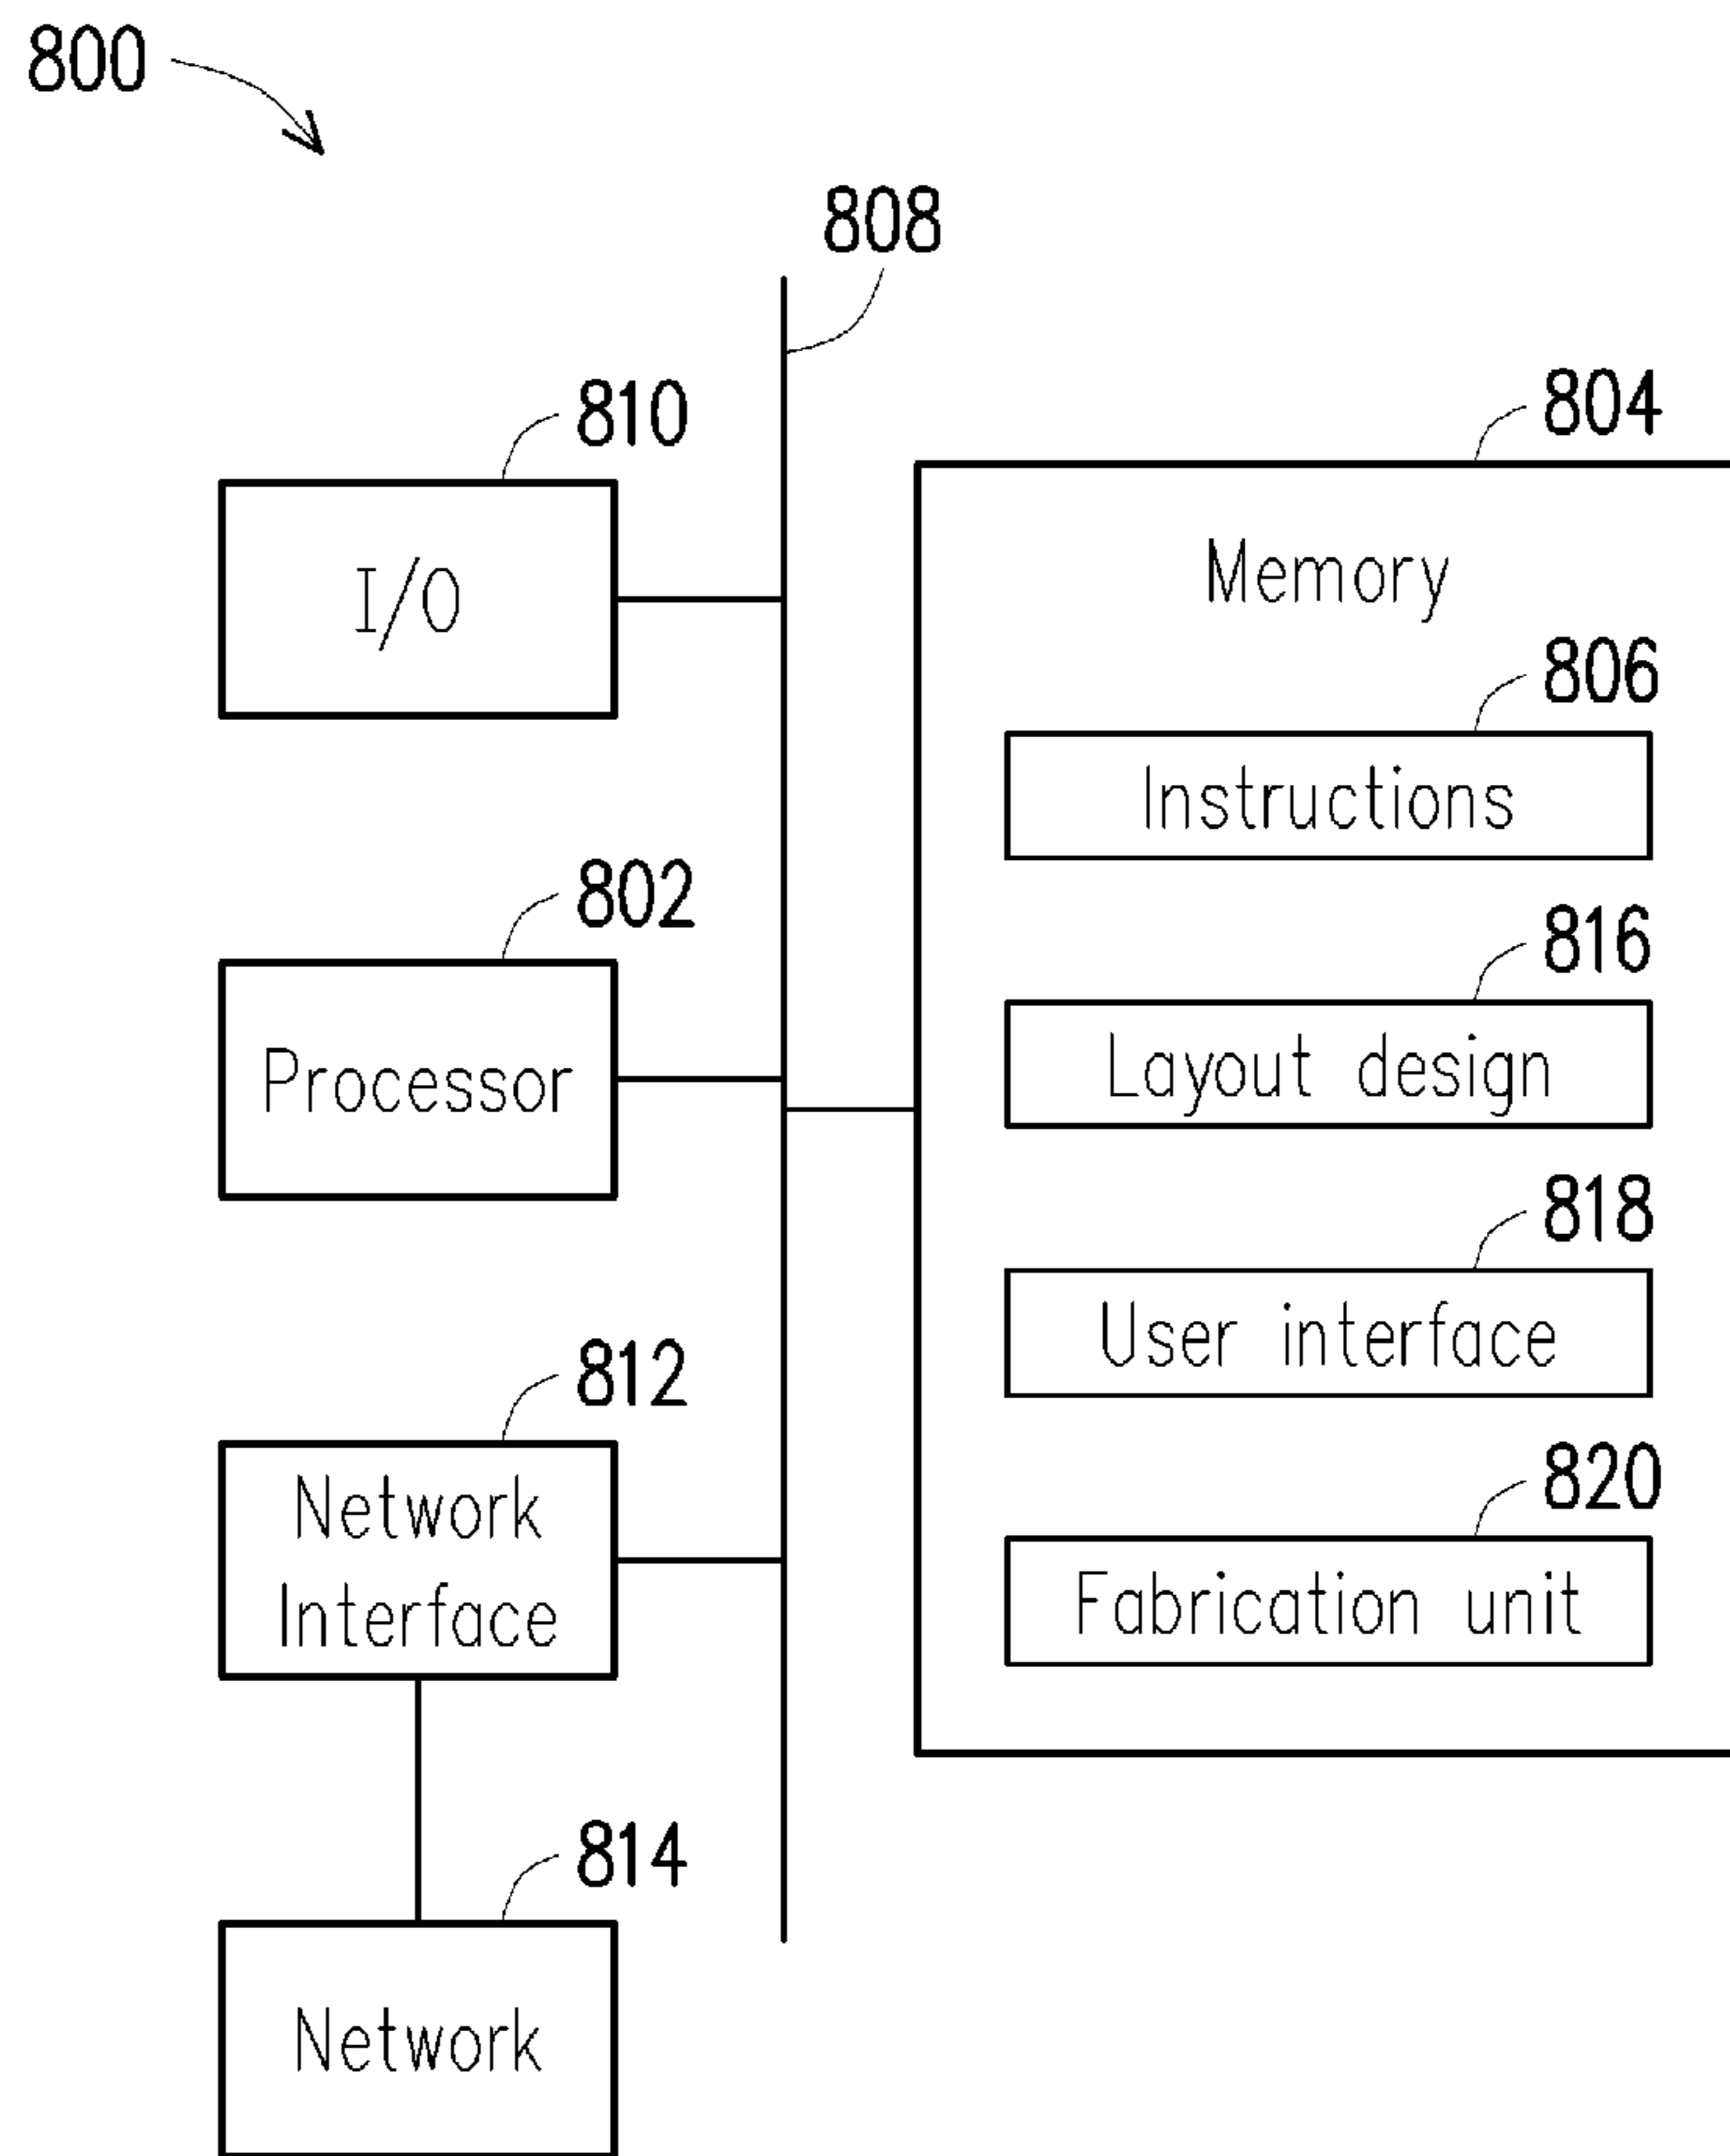 800
808
810
I/O
802
Processor
812
Network
Interface
814
Network
804
Memory
806
Instructions
816
Layout design
818
User interface
820
Fabrication unit